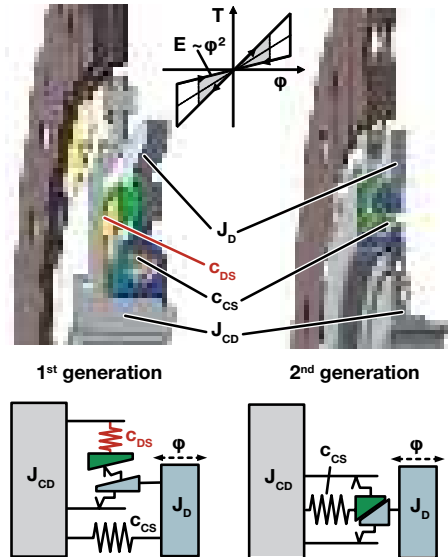 T
E ~φ²
φ
J_D
c_DS
c_CS
J_CD
1st generation
2nd generation
c_DS
φ
J_CD
c_CS
J_D
c_CS
φ
J_CD
J_D